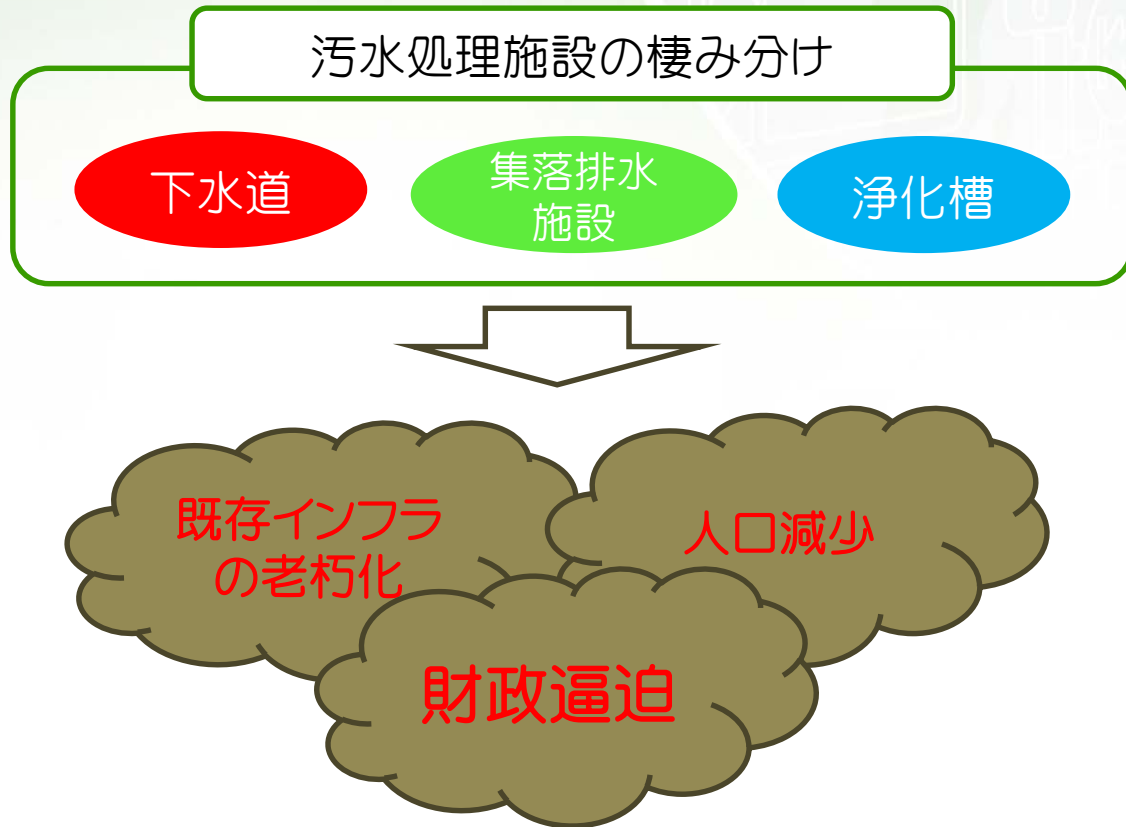 汚水処理施設の棲み分け
下水道
集落排水
施設
浄化槽
既存インフラ
の老朽化
人口減少
財政逼迫